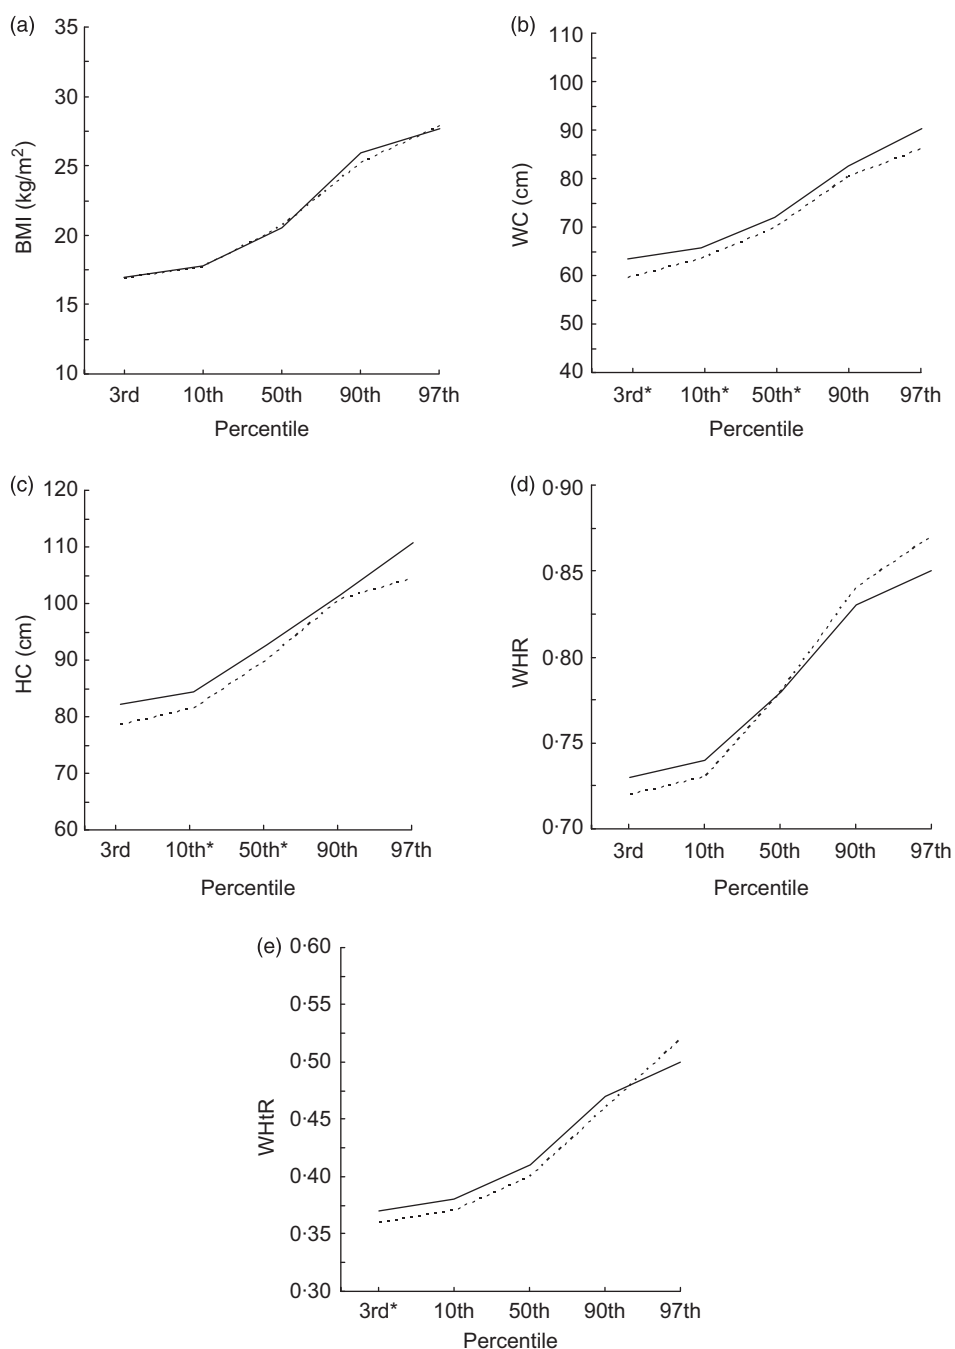 (a)
35
30
25
20
15
10
BMI (kg/m²)
3rd 10th 50th 90th 97th
Percentile
(b)
110
100
90
80
70
60
50
40
WC (cm)
3rd* 10th* 50th* 90th 97th
Percentile
(c)
120
110
100
90
80
70
60
HC (cm)
3rd 10th* 50th* 90th 97th
Percentile
(d)
0·90
0·85
0·80
0·75
0·70
WHR
3rd 10th 50th 90th 97th
Percentile
(e)
0·60
0·55
0·50
0·45
0·40
0·35
0·30
WHtR
3rd* 10th 50th 90th 97th
Percentile